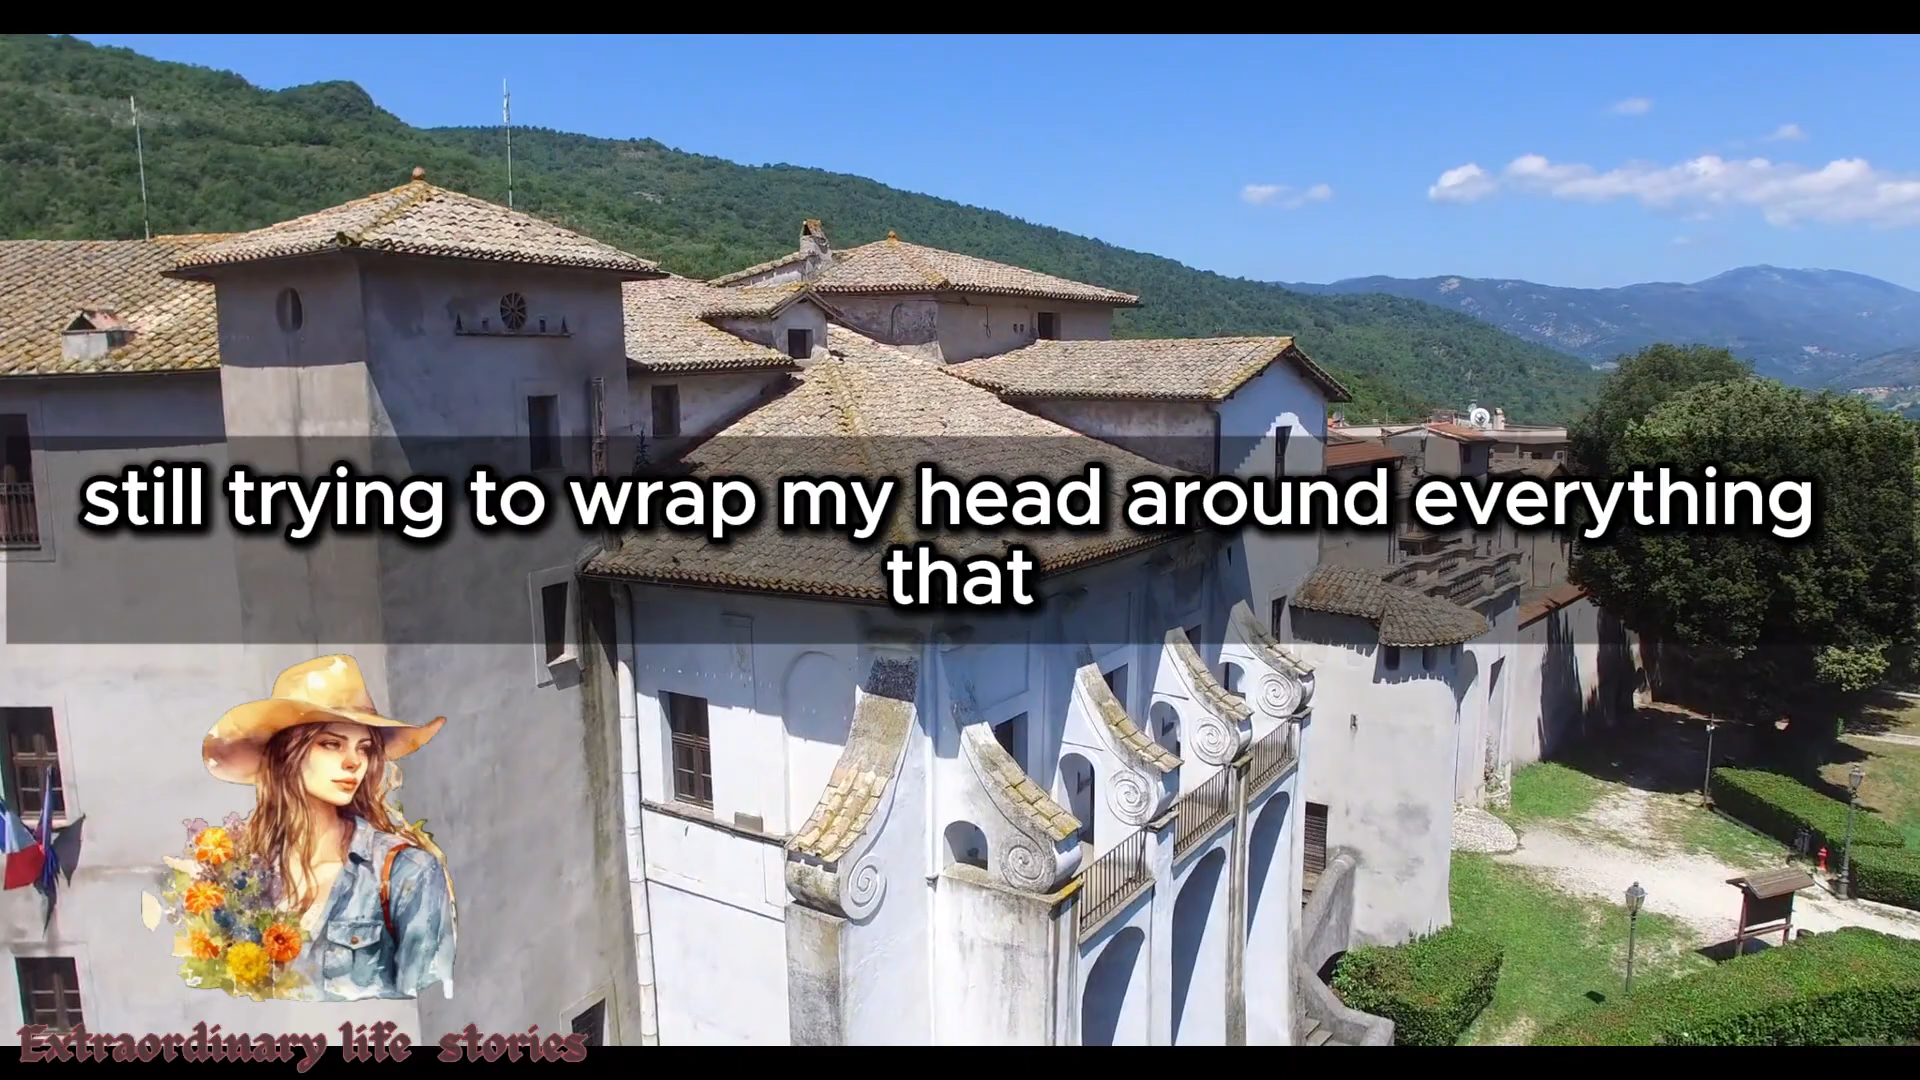 still trying to wrap my head around everything
that
Extraordinary life stories